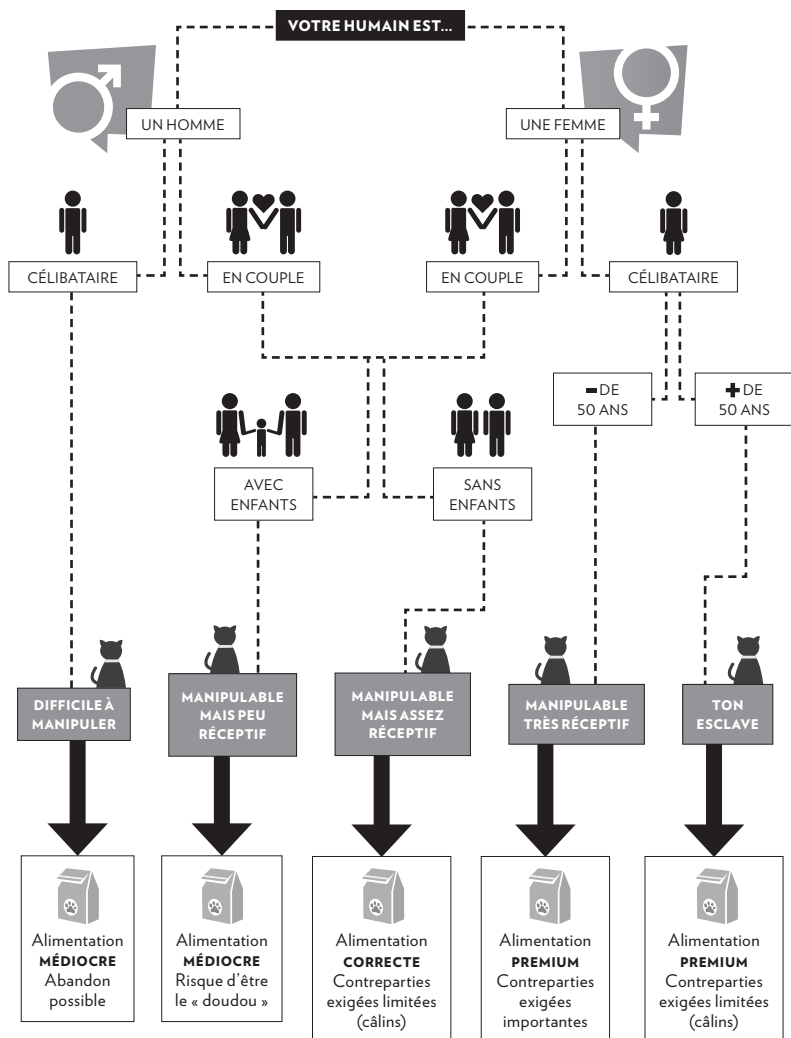 VOTRE HUMAIN EST...
UN HOMME
UNE FEMME
CÉLIBATAIRE
EN COUPLE
EN COUPLE
CÉLIBATAIRE
- DE
50 ANS
+ DE
50 ANS
AVEC
ENFANTS
SANS
ENFANTS
DIFFICILE À
MANIPULER
MANIPULABLE
MAIS PEU
RÉCEPTIF
MANIPULABLE
MAIS ASSEZ
RÉCEPTIF
MANIPULABLE
TRÈS RÉCEPTIF
TON
ESCLAVE
Alimentation
MÉDIOCRE
Abandon
possible
Alimentation
MÉDIOCRE
Risque d'être
le « doudou »
Alimentation
CORRECTE
Contreparties
exigées limitées
(câlins)
Alimentation
PREMIUM
Contreparties
exigées
importantes
Alimentation
PREMIUM
Contreparties
exigées limitées
(câlins)